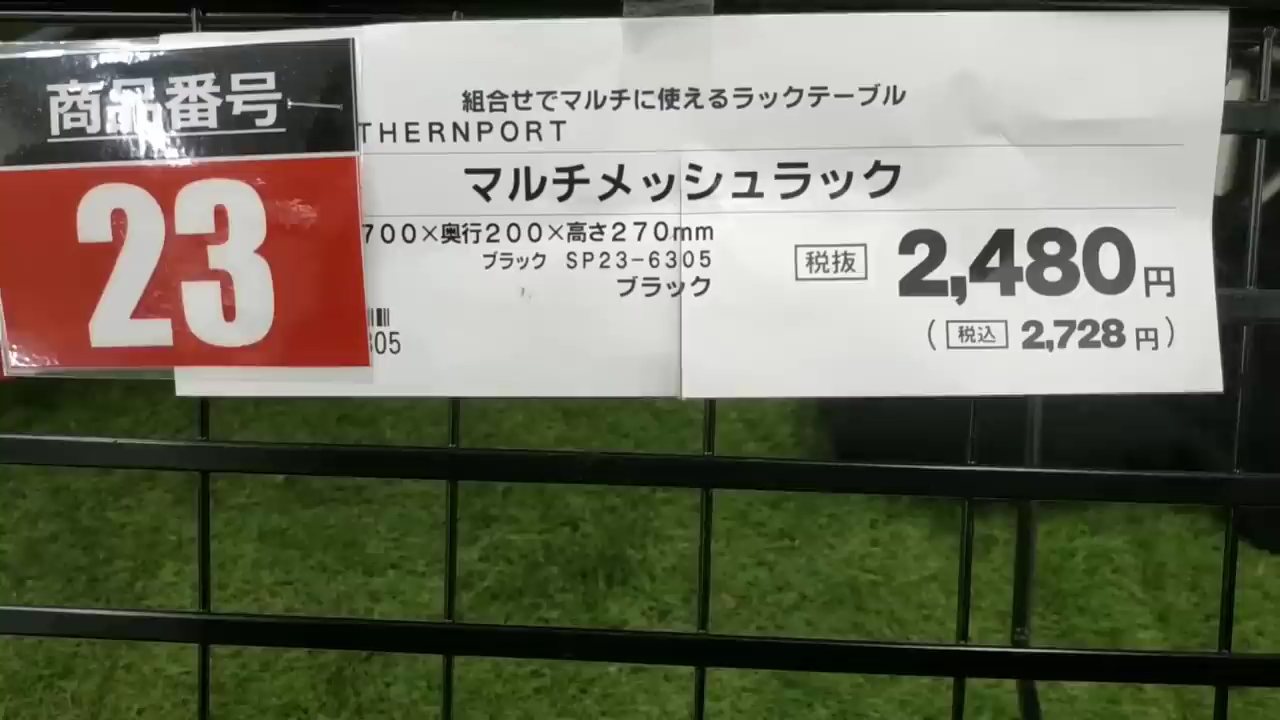 商品番号
23
組合せでマルチに使えるラックテーブル
THERNPORT
マルチメッシュラック
700×奥行200×高さ270mm
ブラック SP23-6305
ブラック
305
税抜 2,480円
(税込 2,728円)